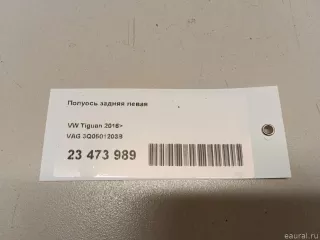 Полуось задняя левая
VW Tiguan 2016>
VAG 3Q0501203B
23 473 989
eaural.ru